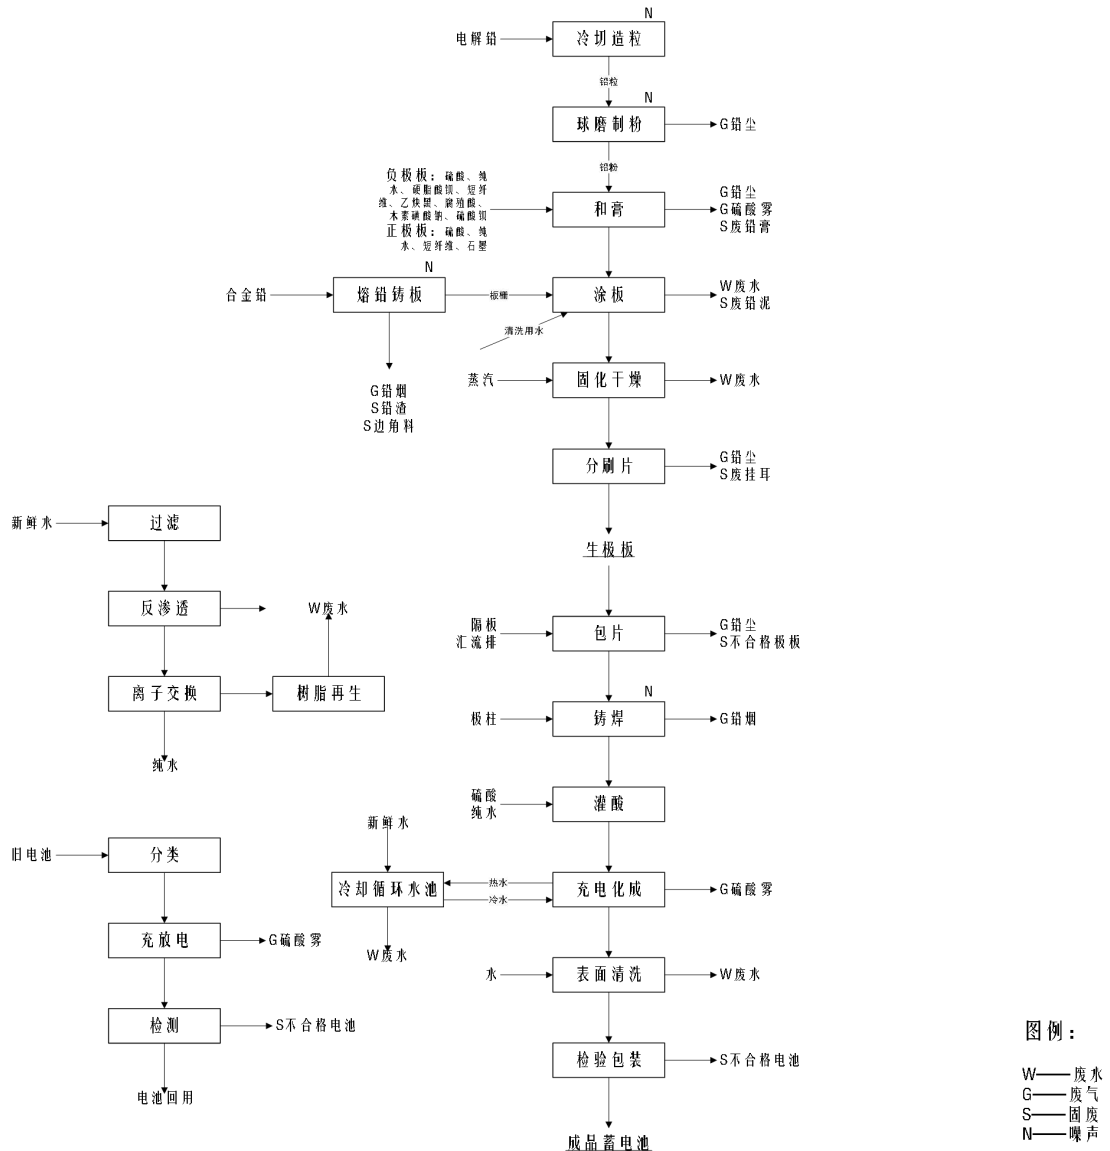 N
电解铅
冷切造粒
铅粒
N
球磨制粉
G铅尘
铅粉
负极板：硫酸、纯
水、硬脂酸钡、短纤
维、乙炔黑、腐殖酸、
木素磺酸钠、硫酸钡
正极板：硫酸、纯
水、短纤维、石墨
和膏
G铅尘
G硫酸雾
S废铅膏
N
合金铅
熔铅铸板
板栅
涂板
W废水
S废铅泥
清洗用水
G铅烟
S铅渣
S边角料
蒸汽
固化干燥
W废水
分刷片
G铅尘
S废挂耳
生极板
新鲜水
过滤
反渗透
W废水
离子交换
树脂再生
纯水
隔板
汇流排
包片
G铅尘
S不合格极板
N
极柱
铸焊
G铅烟
硫酸
纯水
灌酸
新鲜水
冷却循环水池
热水
冷水
充电化成
G硫酸雾
W废水
旧电池
分类
充放电
G硫酸雾
检测
S不合格电池
电池回用
水
表面清洗
W废水
检验包装
S不合格电池
成品蓄电池
图例：
W——废水
G——废气
S——固废
N——噪声